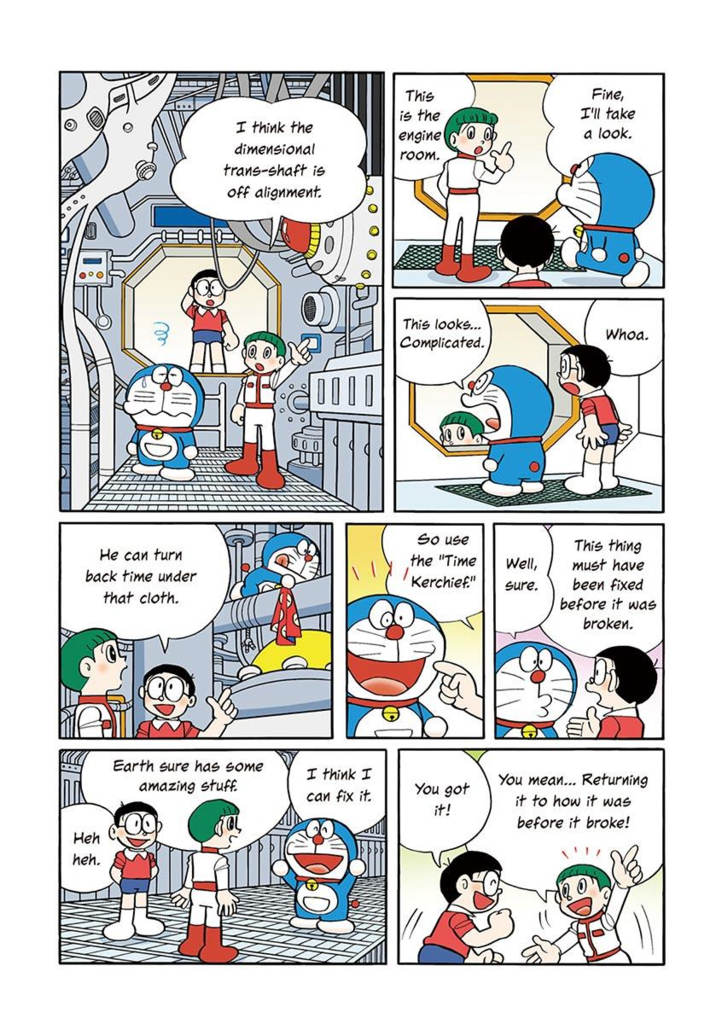 Fine,
I'll take
a look.
This
is the
engine
room.
Whoa.
This looks...
Complicated.
I think the
dimensional
trans-shaft is
off alignment.
This thing
must have
been fixed
before it was
broken.
Well,
sure.
So use
the "Time
Kerchief."
He can turn
back time under
that cloth.
You mean... Returning
it to how it was
before it broke!
You got
it!
I think I
can fix it.
Earth sure has some
amazing stuff.
Heh
heh.